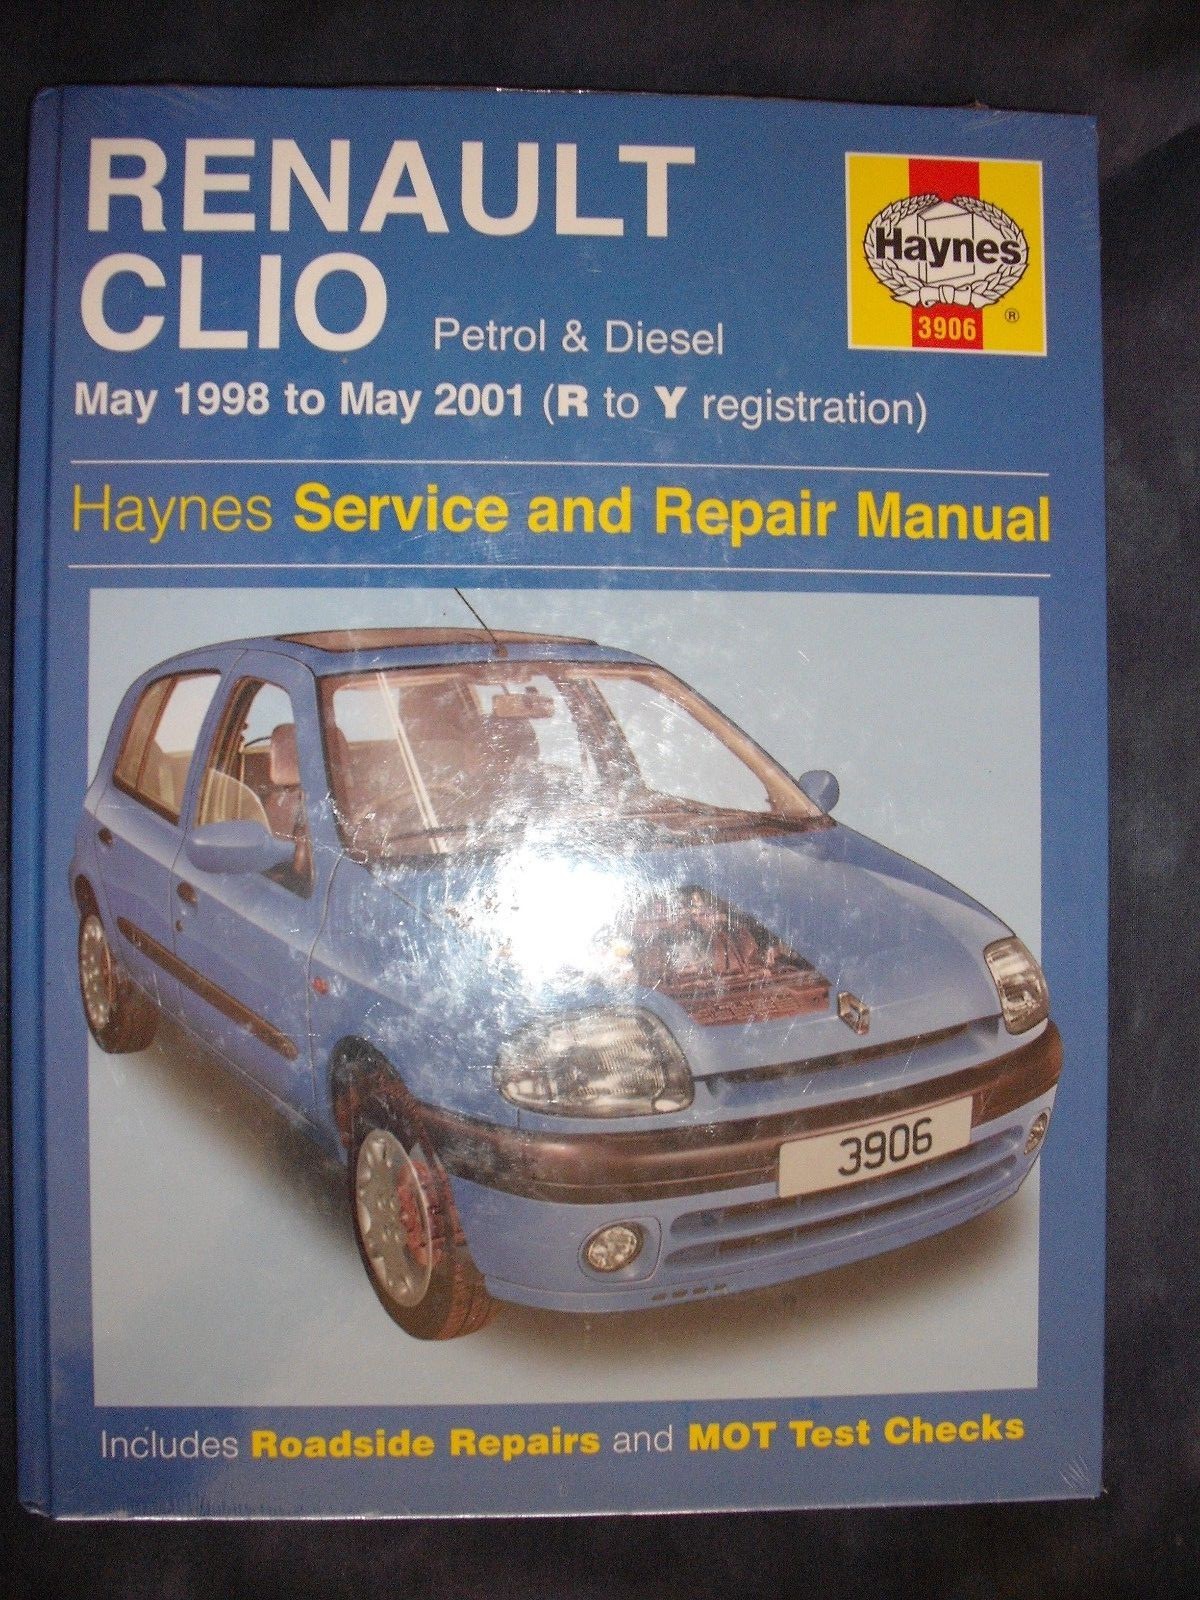 RENAULT
CLIO Petrol & Diesel
May 1998 to May 2001 (R to Y registration)
Haynes
®
3906
Haynes Service and Repair Manual
3906
Includes Roadside Repairs and MOT Test Checks